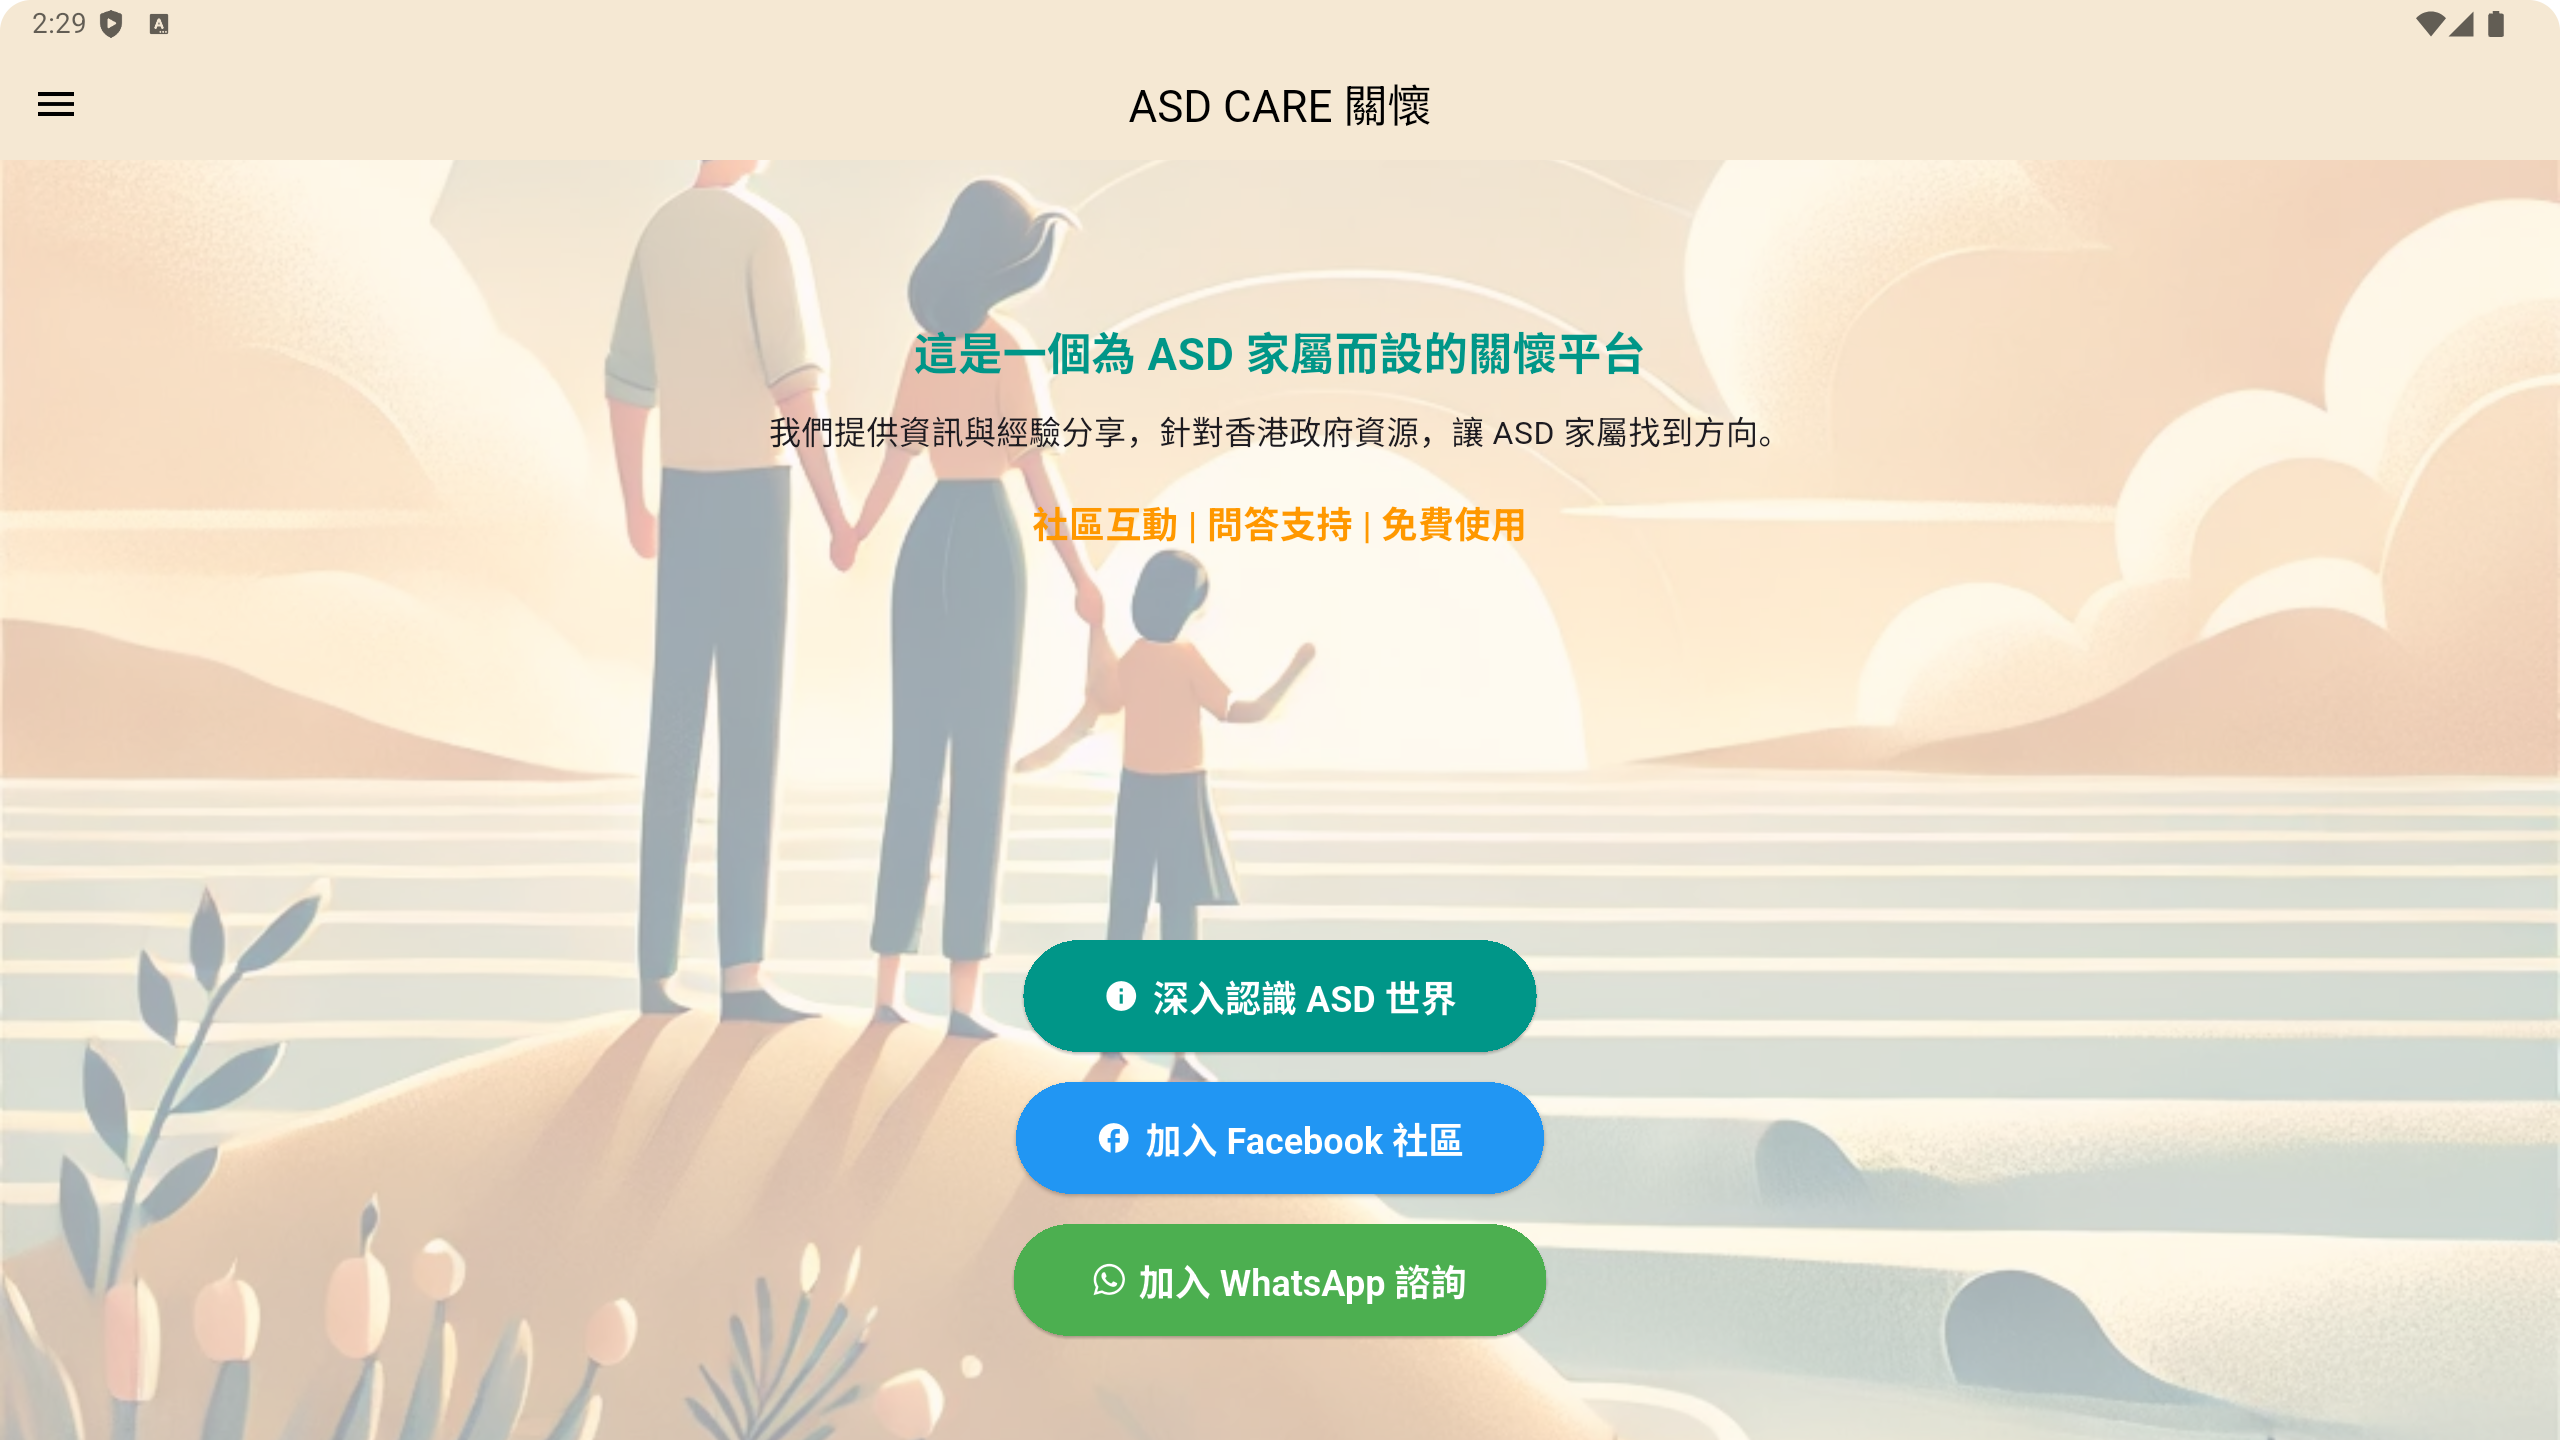 2:29
ASD CARE 關懷
這是一個為 ASD 家屬而設的關懷平台
我們提供資訊與經驗分享，針對香港政府資源，讓 ASD 家屬找到方向。
社區互動 | 問答支持 | 免費使用
深入認識 ASD 世界
加入 Facebook 社區
加入 WhatsApp 諮詢